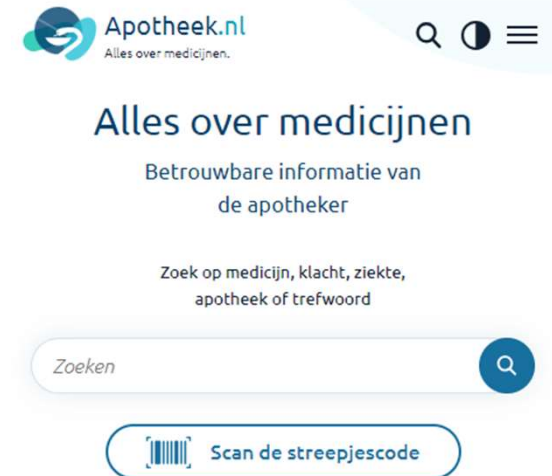 Apotheek.nl
Alles over medicijnen.
Alles over medicijnen
Betrouwbare informatie van
de apotheker
Zoek op medicijn, klacht, ziekte,
apotheek of trefwoord
Zoeken
Scan de streepjescode